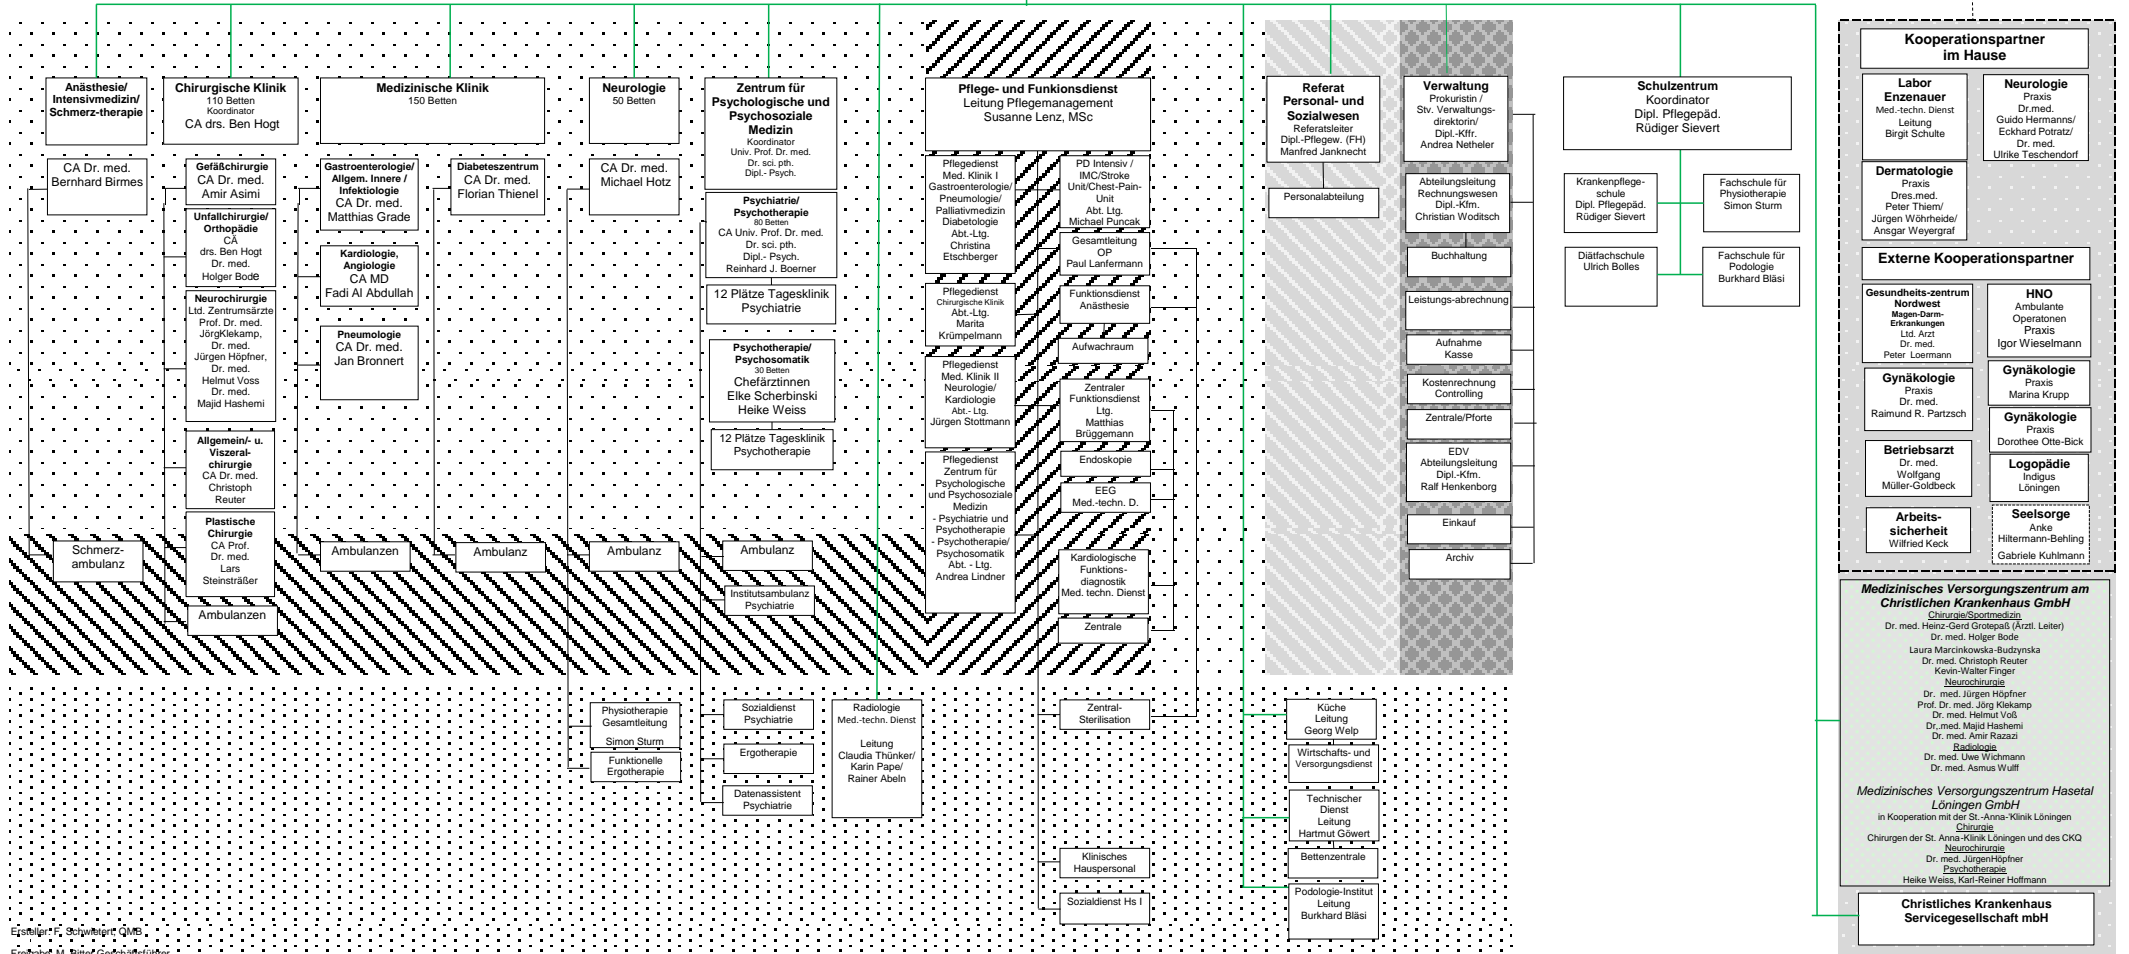 Anästhesie/
Intensivmedizin/
Schmerz-therapie
CA Dr. med.
Bernhard Birmes
Schmerz-
ambulanz
Chirurgische Klinik
110 Betten
Koordinator
CA drs. Ben Hogt
Gefäßchirurgie
CA Dr. med.
Amir Asimi
Unfallchirurgie/
Orthopädie
CÄ
drs. Ben Hogt
Dr. med.
Holger Bode
Neurochirurgie
Ltd. Zentrumsärzte
Prof. Dr. med.
JörgKlekamp,
Dr. med.
Jürgen Höpfner,
Dr. med.
Helmut Voss
Dr. med.
Majid Hashemi
Allgemein/- u.
Viszeral-
chirurgie
CA Dr. med.
Christoph
Reuter
Plastische
Chirurgie
CA Prof.
Dr. med.
Lars
Steinsträßer
Ambulanzen
Medizinische Klinik
150 Betten
Gastroenterologie/
Allgem. Innere /
Infektiologie
CA Dr. med.
Matthias Grade
Kardiologie,
Angiologie
CA MD
Fadi Al Abdullah
Pneumologie
CA Dr. med.
Jan Bronnert
Ambulanzen
Diabeteszentrum
CA Dr. med.
Florian Thienel
Ambulanz
Neurologie
50 Betten
CA Dr. med.
Michael Hotz
Ambulanz
Physiotherapie
Gesamtleitung
Simon Sturm
Funktionelle
Ergotherapie
Zentrum für
Psychologische und
Psychosoziale
Medizin
Koordinator
Univ. Prof. Dr. med.
Dr. sci. pth.
Dipl.- Psych.
Psychiatrie/
Psychotherapie
80 Betten
CA Univ. Prof. Dr. med.
Dr. sci. pth.
Dipl.- Psych.
Reinhard J. Boerner
12 Plätze Tagesklinik
Psychiatrie
Psychotherapie/
Psychosomatik
30 Betten
Chefärztinnen
Elke Scherbinski
Heike Weiss
12 Plätze Tagesklinik
Psychotherapie
Ambulanz
Institutsambulanz
Psychiatrie
Sozialdienst
Psychiatrie
Ergotherapie
Datenassistent
Psychiatrie
Radiologie
Med.-techn. Dienst
Leitung
Claudia Thünker/
Karin Pape/
Rainer Abeln
Pflege- und Funkionsdienst
Leitung Pflegemanagement
Susanne Lenz, MSc
Pflegedienst
Med. Klinik I
Gastroenterologie/
Pneumologie/
Palliativmedizin
Diabetologie
Abt.-Ltg.
Christina
Etschberger
Pflegedienst
Chirurgische Klinik
Abt.-Ltg.
Marita
Krümpelmann
Pflegedienst
Med. Klinik II
Neurologie/
Kardiologie
Abt.- Ltg.
Jürgen Stottmann
Pflegedienst
Zentrum für
Psychologische
und Psychosoziale
Medizin
- Psychiatrie und
Psychotherapie
- Psychotherapie/
Psychosomatik
Abt. - Ltg.
Andrea Lindner
PD Intensiv /
IMC/Stroke
Unit/Chest-Pain-
Unit
Abt. Ltg.
Michael Puncak
Gesamtleitung
OP
Paul Lanfermann
Funktionsdienst
Anästhesie
Aufwachraum
Zentraler
Funktionsdienst
Ltg.
Matthias
Brüggemann
Endoskopie
EEG
Med.-techn. D.
Kardiologische
Funktions-
diagnostik
Med. techn. Dienst
Zentrale
Zentral-
Sterilisation
Klinisches
Hauspersonal
Sozialdienst Hs I
Referat
Personal- und
Sozialwesen
Referatsleiter
Dipl.-Pflegew. (FH)
Manfred Janknecht
Personalabteilung
Küche
Leitung
Georg Welp
Wirtschafts- und
Versorgungsdienst
Technischer
Dienst
Leitung
Hartmut Göwert
Bettenzentrale
Podologie-Institut
Leitung
Burkhard Bläsi
Verwaltung
Prokuristin /
Stv. Verwaltungs-
direktorin/
Dipl.-Kffr.
Andrea Netheler
Abteilungsleitung
Rechnungswesen
Dipl.-Kfm.
Christian Woditsch
Buchhaltung
Leistungs-abrechnung
Aufnahme
Kasse
Kostenrechnung
Controlling
Zentrale/Pforte
EDV
Abteilungsleitung
Dipl.-Kfm.
Ralf Henkenborg
Einkauf
Archiv
Schulzentrum
Koordinator
Dipl. Pflegepäd.
Rüdiger Sievert
Krankenpflege-
schule
Dipl. Pflegepäd.
Rüdiger Sievert
Fachschule für
Physiotherapie
Simon Sturm
Diätfachschule
Ulrich Bolles
Fachschule für
Podologie
Burkhard Bläsi
Kooperationspartner
im Hause
Labor
Enzenauer
Med.-techn. Dienst
Leitung
Birgit Schulte
Neurologie
Praxis
Dr.med.
Guido Hermanns/
Eckhard Potratz/
Dr. med.
Ulrike Teschendorf
Dermatologie
Praxis
Dres.med.
Peter Thiem/
Jürgen Wöhrheide/
Ansgar Weyergraf
Externe Kooperationspartner
Gesundheits-zentrum
Nordwest
Magen-Darm-
Erkrankungen
Ltd. Arzt
Dr. med.
Peter Loermann
HNO
Ambulante
Operatonen
Praxis
Igor Wieselmann
Gynäkologie
Praxis
Dr. med.
Raimund R. Partzsch
Gynäkologie
Praxis
Marina Krupp
Gynäkologie
Praxis
Dorothee Otte-Bick
Betriebsarzt
Dr. med.
Wolfgang
Müller-Goldbeck
Logopädie
Indigus
Löningen
Arbeits-
sicherheit
Wilfried Keck
Seelsorge
Anke
Hiltermann-Behling
Gabriele Kuhlmann
Medizinisches Versorgungszentrum am
Christlichen Krankenhaus GmbH
Chirurgie/Sportmedizin
Dr. med. Heinz-Gerd Grotepaß (Ärztl. Leiter)
Dr. med. Holger Bode
Laura Marcinkowska-Budzynska
Dr. med. Christoph Reuter
Kevin-Walter Finger
Neurochirurgie
Dr. med. Jürgen Höpfner
Prof. Dr. med. Jörg Klekamp
Dr. med. Helmut Voß
Dr,.med. Majid Hashemi
Dr. med. Amir Razazi
Radiologie
Dr. med. Uwe Wichmann
Dr. med. Asmus Wulff
Medizinisches Versorgungszentrum Hasetal
Löningen GmbH
in Kooperation mit der St.-Anna-'Klinik Löningen
Chirurgie
Chirurgen der St. Anna-Klinik Löningen und des CKQ
Neurochirurgie
Dr. med. JürgenHöpfner
Psychotherapie
Heike Weiss, Karl-Reiner Hoffmann
Christliches Krankenhaus
Servicegesellschaft mbH
Ersteller: F. Schwietert, QMB
Freigabe: M. Bitter Geschäftsführer